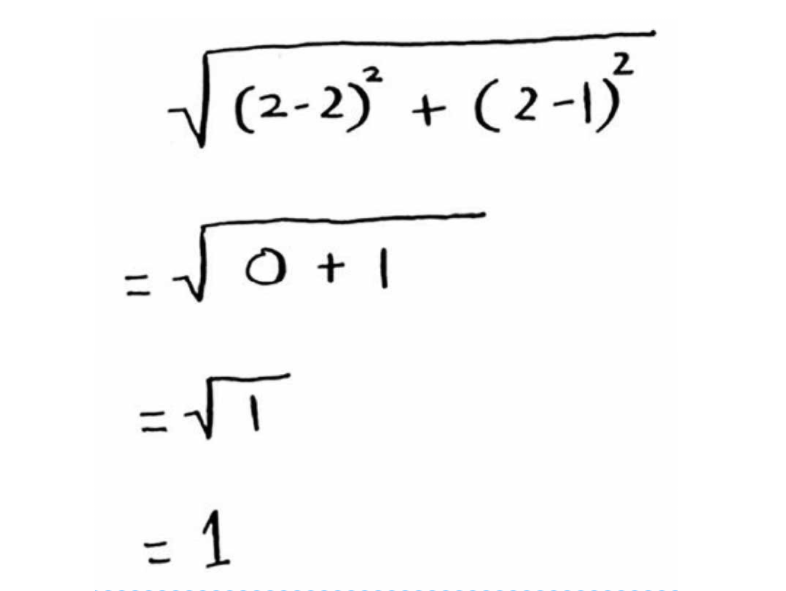 √((2-2)² + (2-1)²)
= √(0 + 1)
= √1
= 1